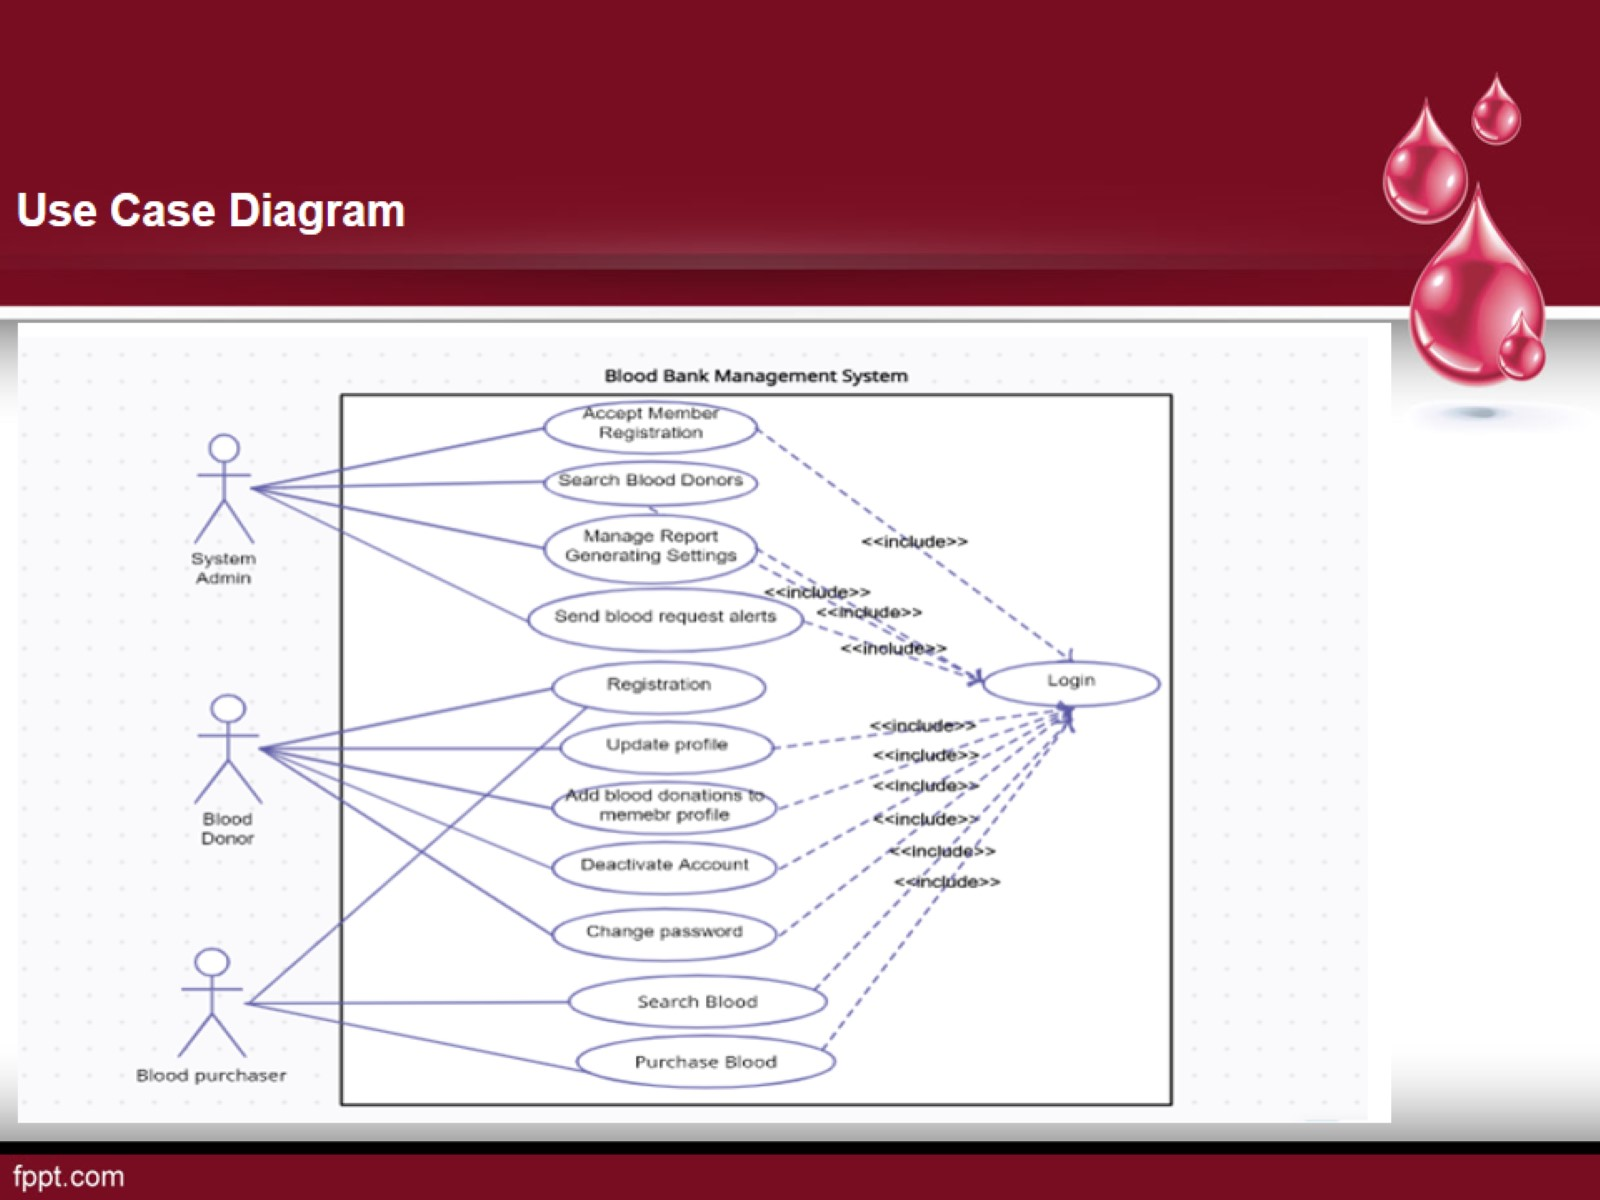 Use Case Diagram
Blood Bank Management System
Accept Member
Registration
Search Blood Donors
Manage Report
Generating Settings
Send blood request alerts
Registration
Update profile
Add blood donations to
memebr profile
Deactivate Account
Change password
Search Blood
Purchase Blood
System
Admin
Blood
Donor
Blood purchaser
<<include>>
<<include>>
<<include>>
<<include>>
Login
<<include>>
<<include>>
<<include>>
<<include>>
<<include>>
<<include>>
fppt.com